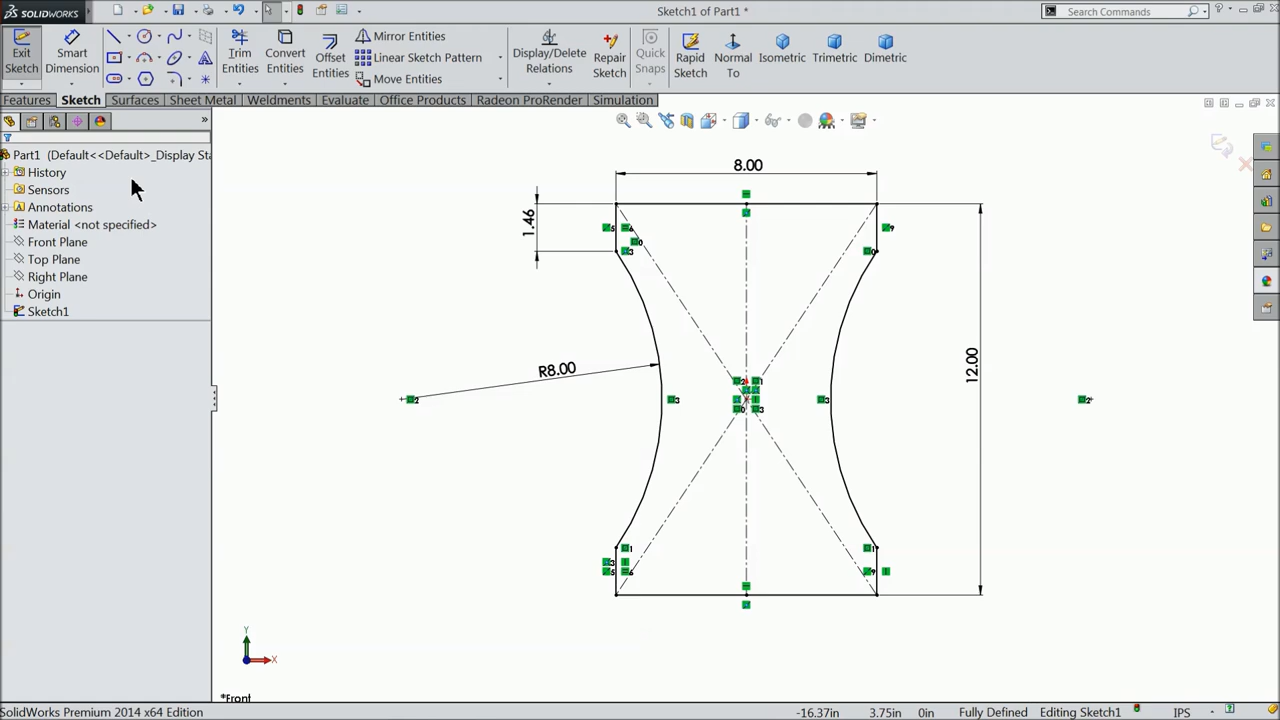 SOLIDWORKS
Sketch1 of Part1 *
Search Commands
Exit Sketch
Smart Dimension
Trim Entities
Convert Entities
Offset Entities
Mirror Entities
Linear Sketch Pattern
Move Entities
Display/Delete Relations
Repair Sketch
Quick Snaps
Rapid Sketch
Normal To
Isometric
Trimetric
Dimetric
Features
Sketch
Surfaces
Sheet Metal
Weldments
Evaluate
Office Products
Radeon ProRender
Simulation
Part1 (Default<<Default>_Display Sta
History
Sensors
Annotations
Material <not specified>
Front Plane
Top Plane
Right Plane
Origin
Sketch1
8.00
1.46
R8.00
12.00
Y
X
*Front
SolidWorks Premium 2014 x64 Edition
-16.37in
3.75in
0in
Fully Defined
Editing Sketch1
IPS